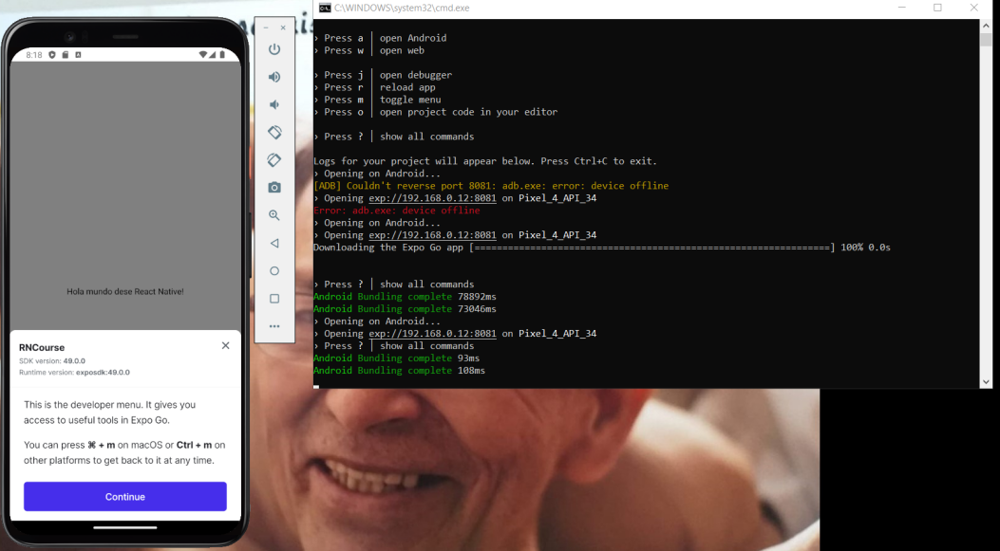 8:18
Hola mundo dese React Native!
RNCourse
SDK version: 49.0.0
Runtime version: exposdk:49.0.0
This is the developer menu. It gives you
access to useful tools in Expo Go.
You can press ⌘ + m on macOS or Ctrl + m on
other platforms to get back to it at any time.
Continue
C:\WINDOWS\system32\cmd.exe
› Press a │ open Android
› Press w │ open web
› Press j │ open debugger
› Press r │ reload app
› Press m │ toggle menu
› Press o │ open project code in your editor
› Press ? │ show all commands
Logs for your project will appear below. Press Ctrl+C to exit.
› Opening on Android...
[ADB] Couldn't reverse port 8081: adb.exe: error: device offline
› Opening exp://192.168.0.12:8081 on Pixel_4_API_34
Error: adb.exe: device offline
› Opening on Android...
› Opening exp://192.168.0.12:8081 on Pixel_4_API_34
Downloading the Expo Go app [================================================================] 100% 0.0s
› Press ? │ show all commands
Android Bundling complete 78892ms
Android Bundling complete 73046ms
› Opening on Android...
› Opening exp://192.168.0.12:8081 on Pixel_4_API_34
› Press ? │ show all commands
Android Bundling complete 93ms
Android Bundling complete 108ms